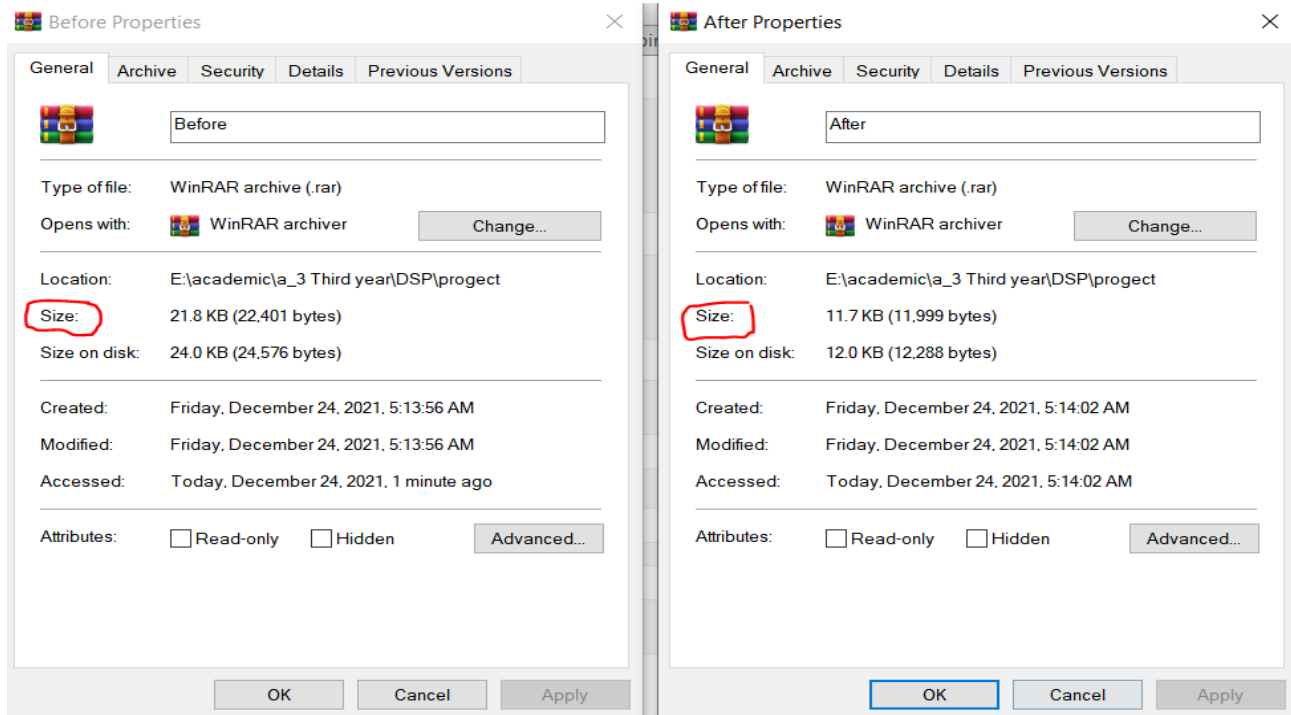 Before Properties
General Archive Security Details Previous Versions
Before
Type of file: WinRAR archive (.rar)
Opens with: WinRAR archiver Change...
Location: E:\academic\a_3 Third year\DSP\progect
Size: 21.8 KB (22,401 bytes)
Size on disk: 24.0 KB (24,576 bytes)
Created: Friday, December 24, 2021, 5:13:56 AM
Modified: Friday, December 24, 2021, 5:13:56 AM
Accessed: Today, December 24, 2021, 1 minute ago
Attributes: Read-only Hidden Advanced...
OK Cancel Apply
After Properties
General Archive Security Details Previous Versions
After
Type of file: WinRAR archive (.rar)
Opens with: WinRAR archiver Change...
Location: E:\academic\a_3 Third year\DSP\progect
Size: 11.7 KB (11,999 bytes)
Size on disk: 12.0 KB (12,288 bytes)
Created: Friday, December 24, 2021, 5:14:02 AM
Modified: Friday, December 24, 2021, 5:14:02 AM
Accessed: Today, December 24, 2021, 5:14:02 AM
Attributes: Read-only Hidden Advanced...
OK Cancel Apply